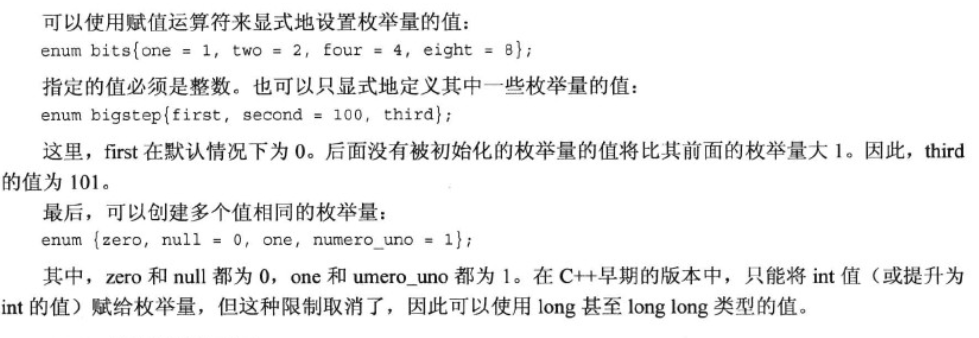 可以使用赋值运算符来显式地设置枚举量的值：
enum bits{one = 1, two = 2, four = 4, eight = 8};
指定的值必须是整数。也可以只显式地定义其中一些枚举量的值：
enum bigstep{first, second = 100, third};
这里，first 在默认情况下为 0。后面没有被初始化的枚举量的值将比其前面的枚举量大 1。因此，third
的值为 101。
最后，可以创建多个值相同的枚举量：
enum {zero, null = 0, one, numero_uno = 1};
其中，zero 和 null 都为 0，one 和 umero_uno 都为 1。在 C++早期的版本中，只能将 int 值（或提升为
int 的值）赋给枚举量，但这种限制取消了，因此可以使用 long 甚至 long long 类型的值。